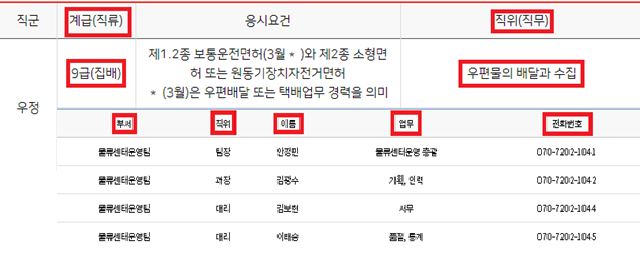 직군 계급(직류) 응시요건 직위(직무)
제1.2종 보통운전면허(3월* )와 제2종 소형면
9급(집배) 허 또는 원동기장치자전거면허 우편물의 배달과 수집
* (3월)은 우편배달 또는 택배업무 경력을 의미
우정
부서 직위 이름 업무 전화번호
물류센터운영팀 팀장 안정민 물류센터운영 총괄 070-7202-1041
물류센터운영팀 과장 김광수 기획, 인력 070-7202-1042
물류센터운영팀 대리 김보현 서무 070-7202-1044
물류센터운영팀 대리 이태승 품질, 통계 070-7202-1045